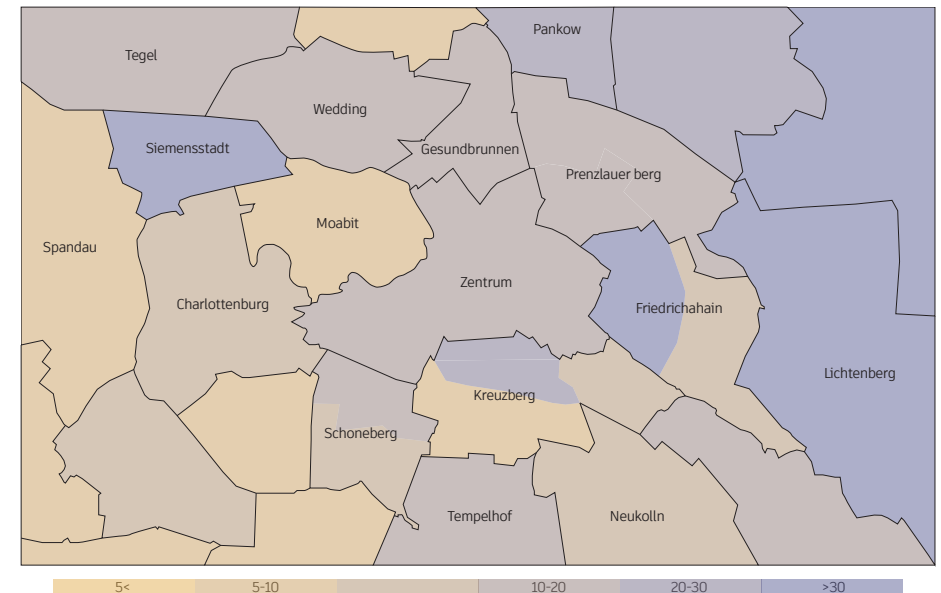 Pankow
Tegel
Wedding
Siemensstadt
Gesundbrunnen
Prenzlauer berg
Moabit
Spandau
Zentrum
Charlottenburg
Friedrichahain
Lichtenberg
Kreuzberg
Schoneberg
Tempelhof
Neukolln
5< 5-10 10-20 20-30 >30